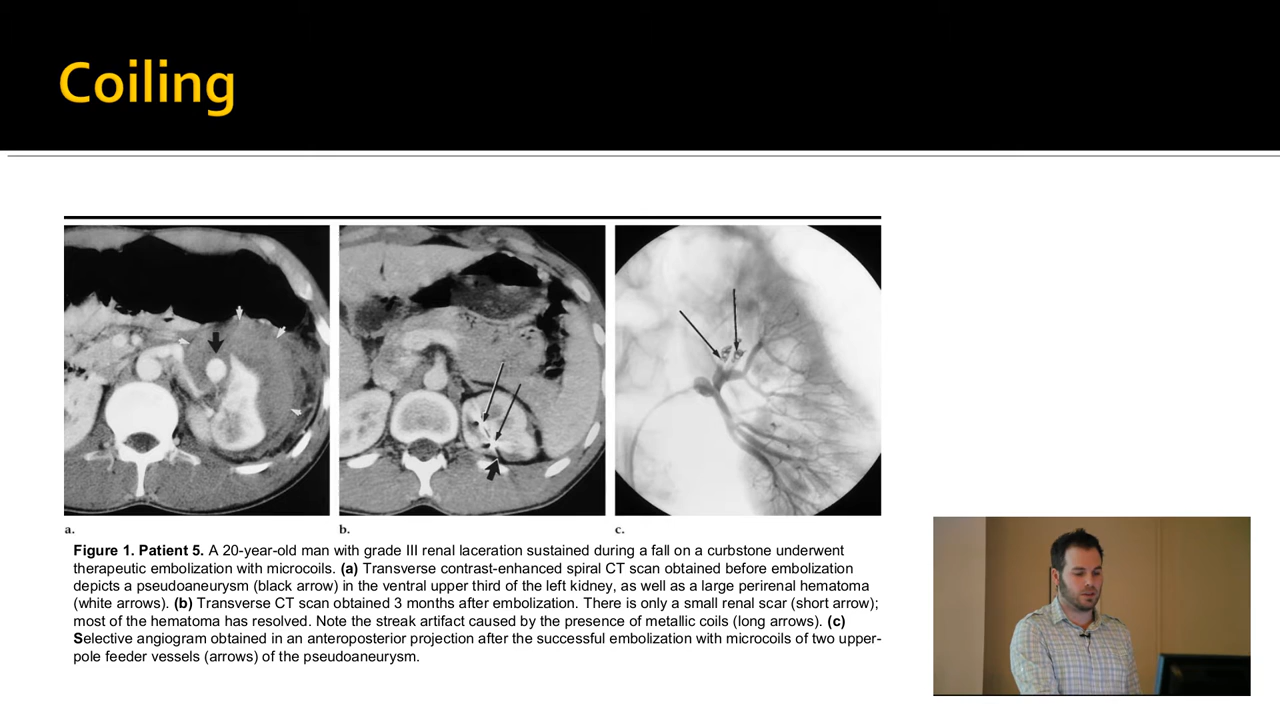 Coiling
a.
b.
c.
Figure 1. Patient 5. A 20-year-old man with grade III renal laceration sustained during a fall on a curbstone underwent
therapeutic embolization with microcoils. (a) Transverse contrast-enhanced spiral CT scan obtained before embolization
depicts a pseudoaneurysm (black arrow) in the ventral upper third of the left kidney, as well as a large perirenal hematoma
(white arrows). (b) Transverse CT scan obtained 3 months after embolization. There is only a small renal scar (short arrow);
most of the hematoma has resolved. Note the streak artifact caused by the presence of metallic coils (long arrows). (c)
Selective angiogram obtained in an anteroposterior projection after the successful embolization with microcoils of two upper-
pole feeder vessels (arrows) of the pseudoaneurysm.